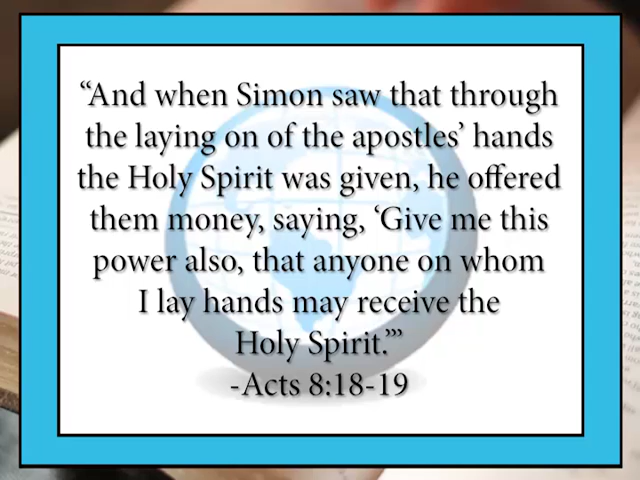 “And when Simon saw that through
the laying on of the apostles’ hands
the Holy Spirit was given, he offered
them money, saying, ‘Give me this
power also, that anyone on whom
I lay hands may receive the
Holy Spirit.’”
-Acts 8:18-19